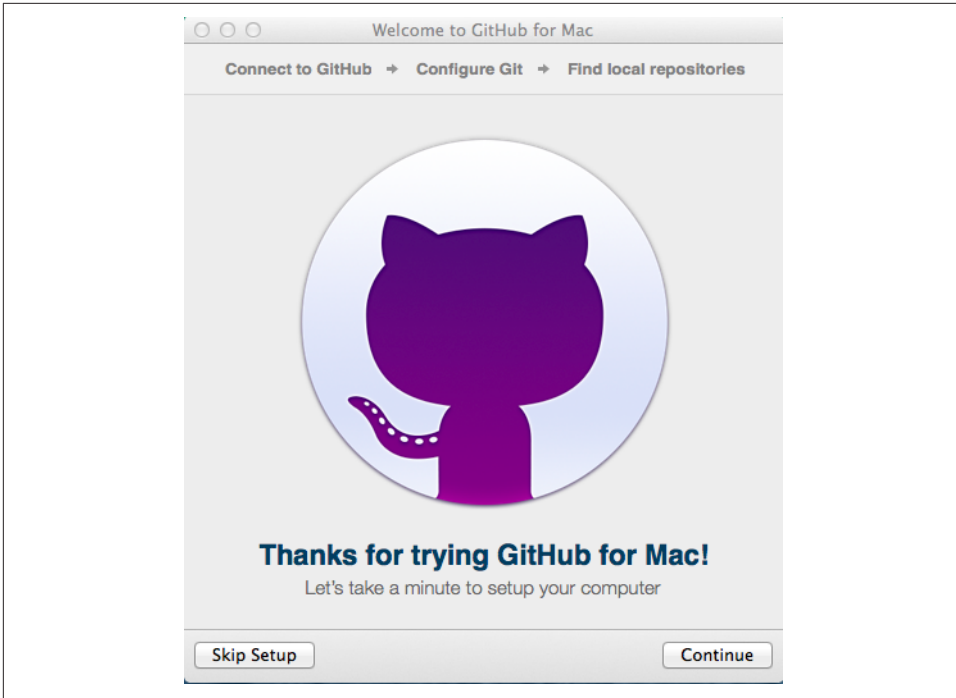 Welcome to GitHub for Mac
Connect to GitHub → Configure Git → Find local repositories
Thanks for trying GitHub for Mac!
Let's take a minute to setup your computer
Skip Setup
Continue